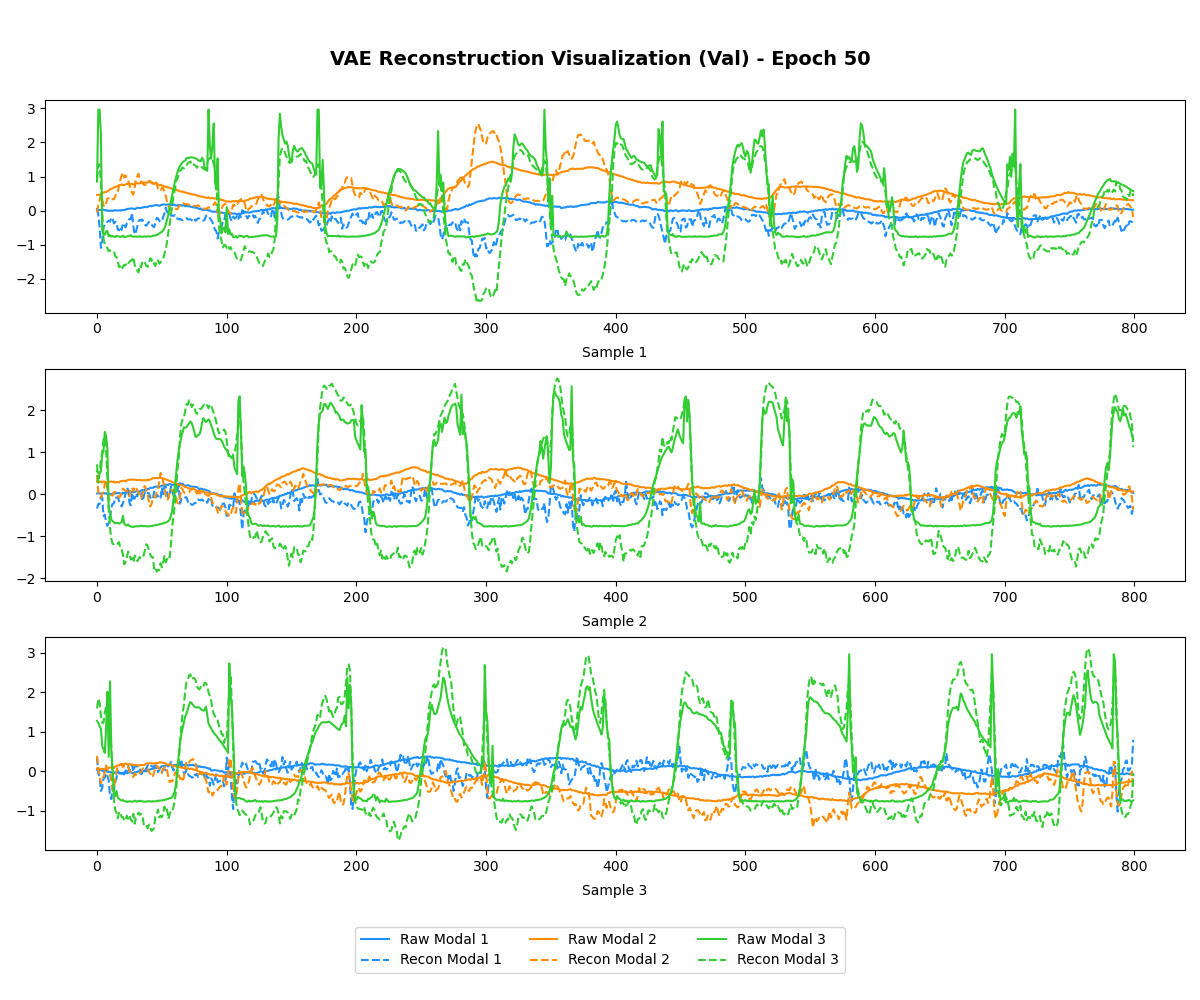 VAE Reconstruction Visualization (Val) - Epoch 50
3
2
1
0
−1
−2
0 100 200 300 400 500 600 700 800
Sample 1
2
1
0
−1
−2
0 100 200 300 400 500 600 700 800
Sample 2
3
2
1
0
−1
0 100 200 300 400 500 600 700 800
Sample 3
Raw Modal 1 Raw Modal 2 Raw Modal 3
Recon Modal 1 Recon Modal 2 Recon Modal 3